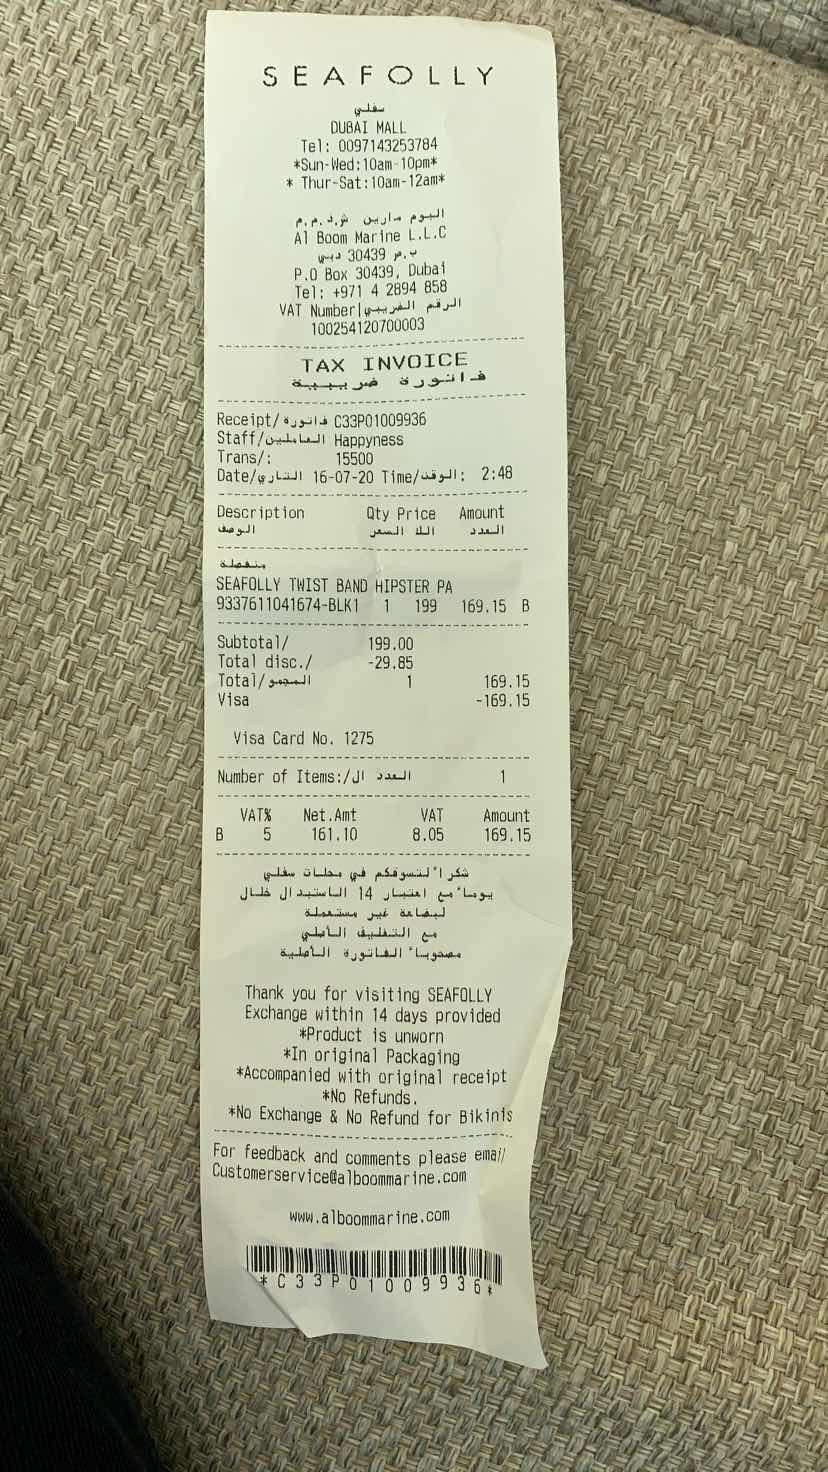 SEAFOLLY
سفلي
DUBAI MALL
Tel: 0097143253784
*Sun-Wed:10am-10pm*
* Thur-Sat:10am-12am*
البوم مارين ش.ذ.م.م
Al Boom Marine L.L.C
ب.ص 30439 دبي
P.O Box 30439, Dubai
Tel: +971 4 2894 858
VAT Number|الرقم الضريبي
100254120700003
TAX INVOICE
فاتورة ضريبية
Receipt/فاتورة C33P01009936
Staff/العاملين Happyness
Trans/: 15500
Date/التاري 16-07-20 Time/الوقت: 2:48
Description Qty Price Amount
الوصف الك السعر العدد
منفصلة
SEAFOLLY TWIST BAND HIPSTER PA
9337611041674-BLK1 1 199 169.15 B
Subtotal/ 199.00
Total disc./ -29.85
Total/المجمو 1 169.15
Visa -169.15
Visa Card No. 1275
Number of Items:/العدد ال 1
VAT% Net.Amt VAT Amount
B 5 161.10 8.05 169.15
شكرا ًلتسوقكم في محلات سفلي
يوما ًمع اعتبار 14 الاستبدال خلال
لبضاعة غير مستعملة
مع التغليف الأصلي
مصحوبا ًالفاتورة الأصلية
Thank you for visiting SEAFOLLY
Exchange within 14 days provided
*Product is unworn
*In original Packaging
*Accompanied with original receipt
*No Refunds.
*No Exchange & No Refund for Bikinis
For feedback and comments please email
Customerservice@alboommarine.com
www.alboommarine.com
*C33P01009936*